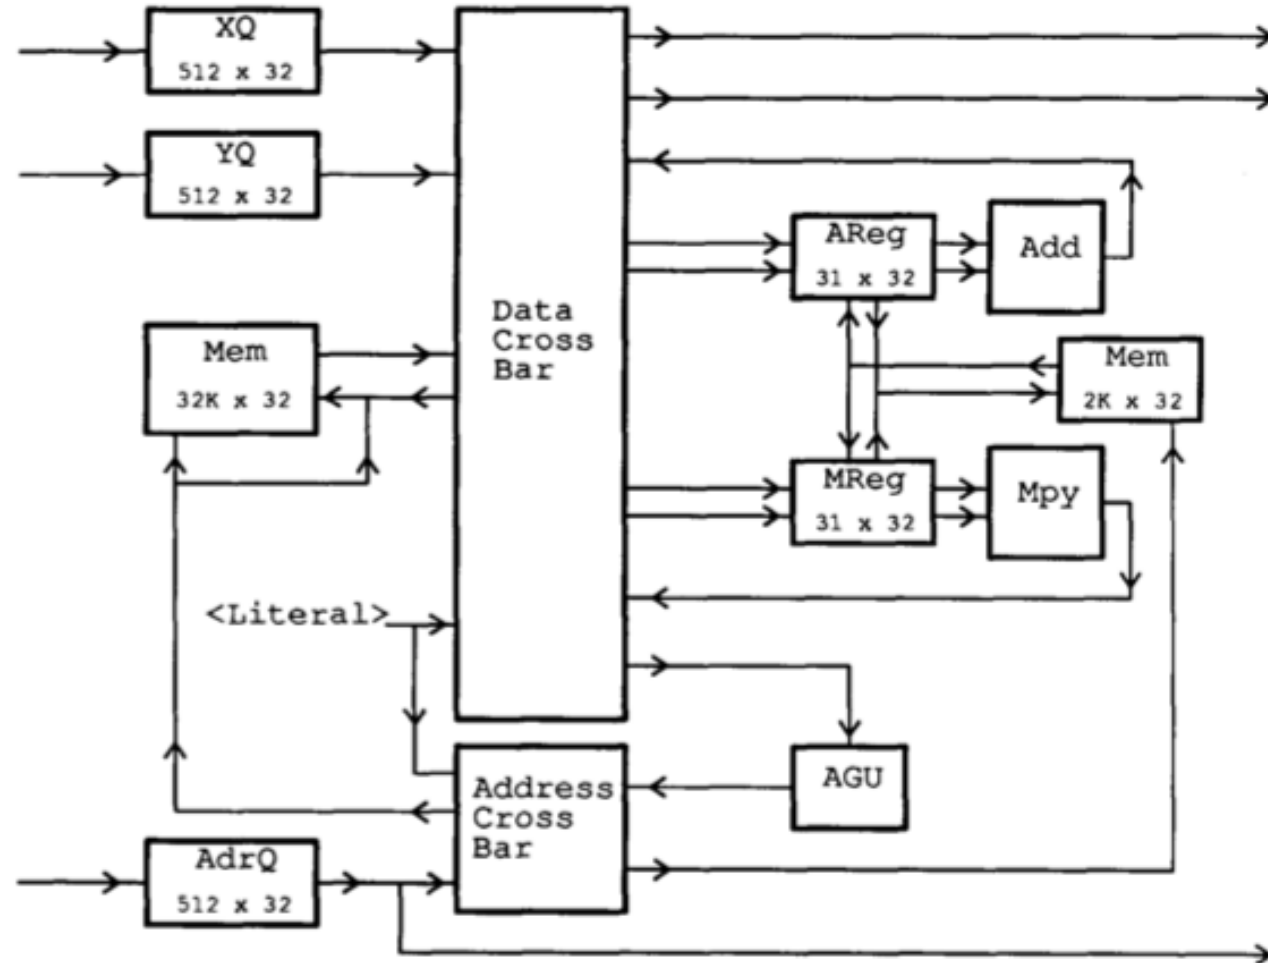 XQ
512 x 32
YQ
512 x 32
Mem
32K x 32
Data
Cross
Bar
AReg
31 x 32
Add
Mem
2K x 32
MReg
31 x 32
Mpy
<Literal>
AGU
Address
Cross
Bar
AdrQ
512 x 32